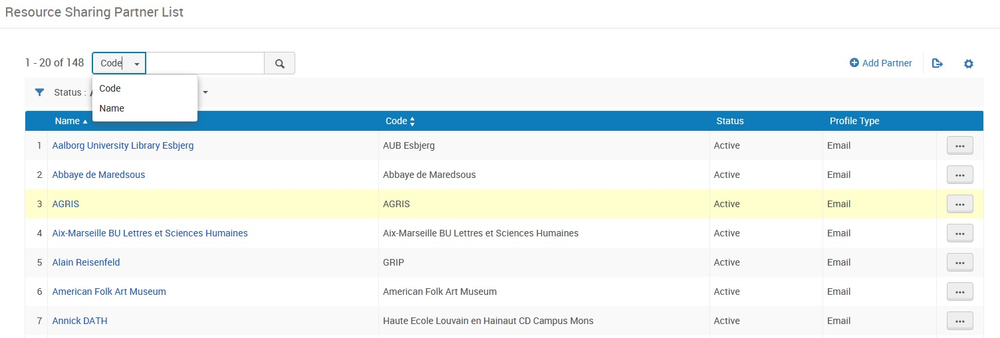 Resource Sharing Partner List
1 - 20 of 148 Code Add Partner
Status :
Code
Name
Name Code Status Profile Type
1 Aalborg University Library Esbjerg AUB Esbjerg Active Email
2 Abbaye de Maredsous Abbaye de Maredsous Active Email
3 AGRIS AGRIS Active Email
4 Aix-Marseille BU Lettres et Sciences Humaines Aix-Marseille BU Lettres et Sciences Humaines Active Email
5 Alain Reisenfeld GRIP Active Email
6 American Folk Art Museum American Folk Art Museum Active Email
7 Annick DATH Haute Ecole Louvain en Hainaut CD Campus Mons Active Email